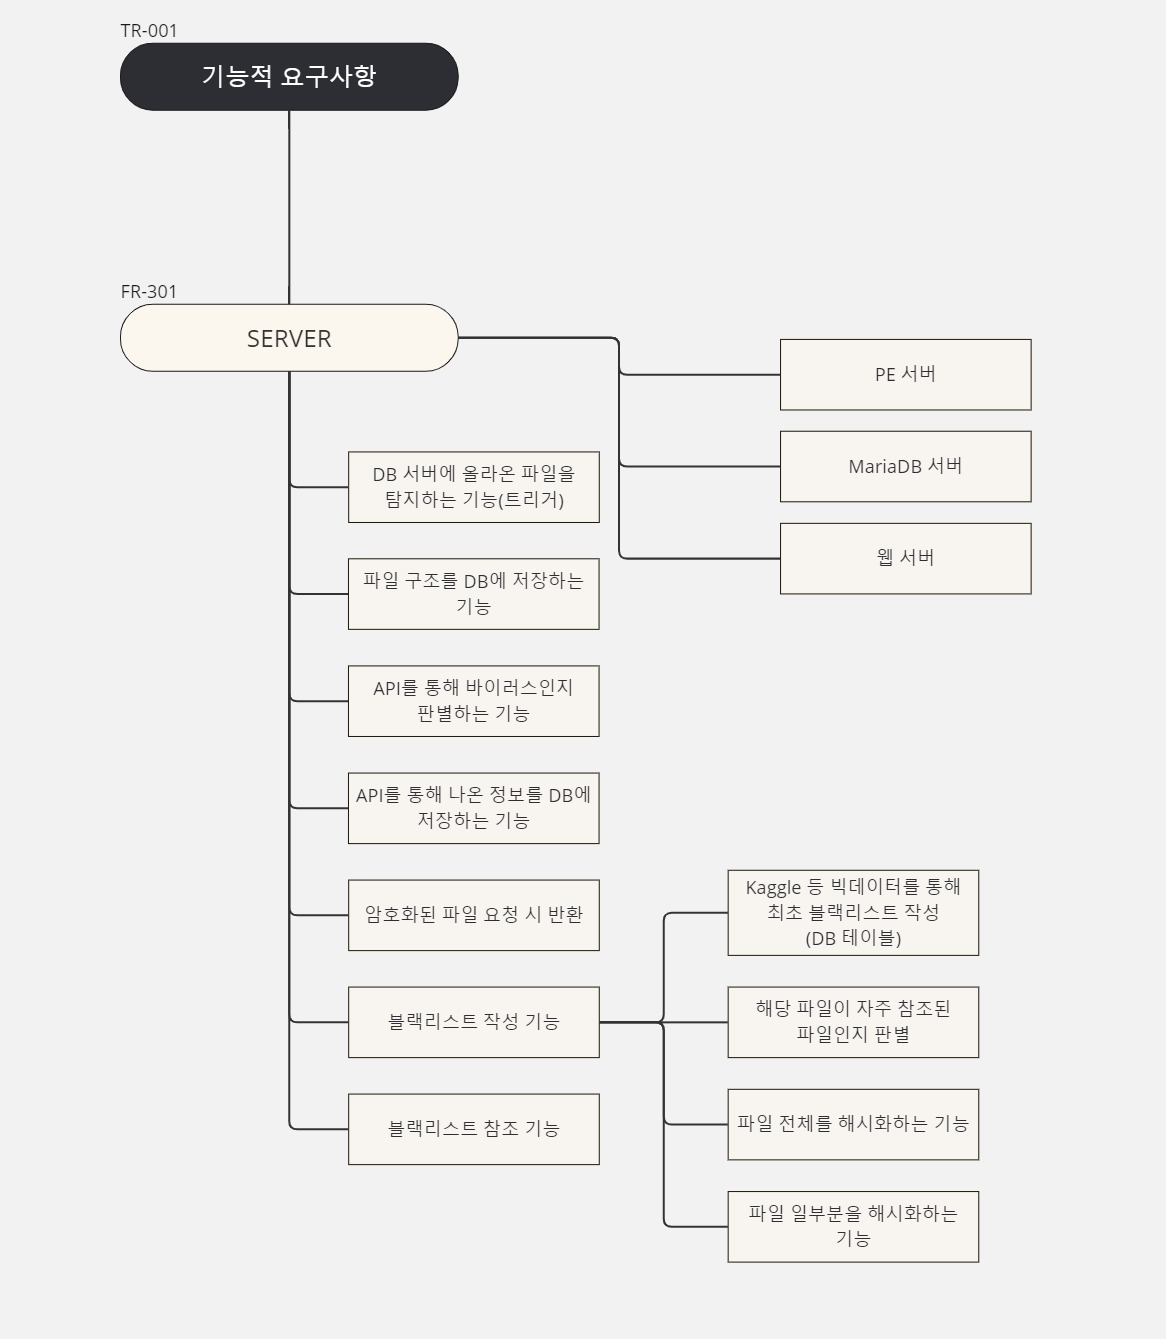 TR-001
기능적 요구사항
FR-301
SERVER
PE 서버
MariaDB 서버
웹 서버
DB 서버에 올라온 파일을
탐지하는 기능(트리거)
파일 구조를 DB에 저장하는
기능
API를 통해 바이러스인지
판별하는 기능
API를 통해 나온 정보를 DB에
저장하는 기능
암호화된 파일 요청 시 반환
블랙리스트 작성 기능
블랙리스트 참조 기능
Kaggle 등 빅데이터를 통해
최초 블랙리스트 작성
(DB 테이블)
해당 파일이 자주 참조된
파일인지 판별
파일 전체를 해시화하는 기능
파일 일부분을 해시화하는
기능